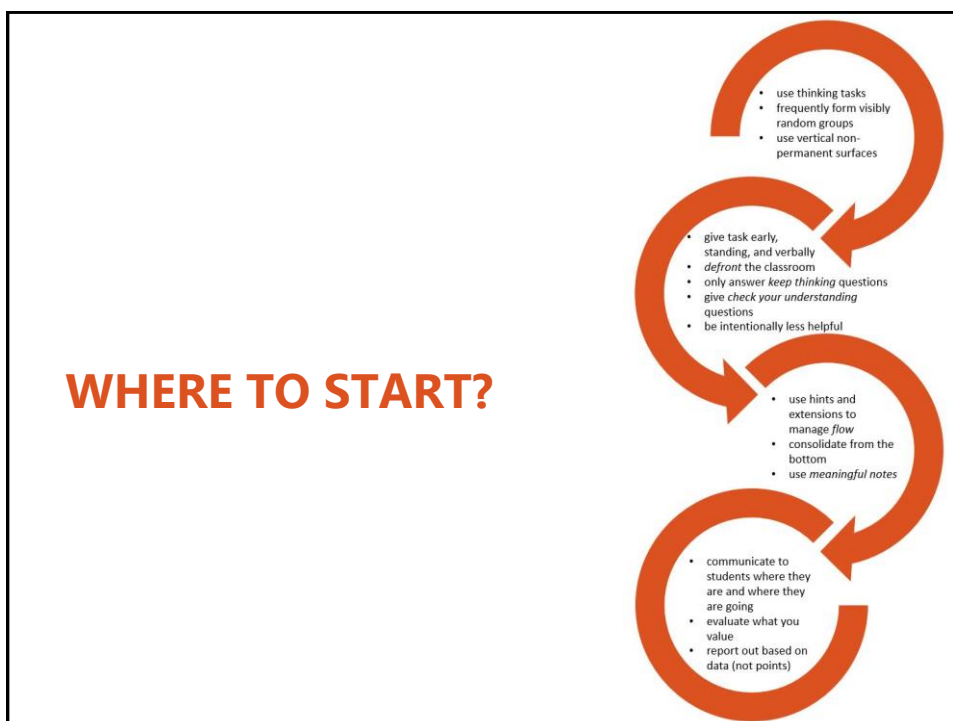 WHERE TO START?
• use thinking tasks
• frequently form visibly
random groups
• use vertical non-
permanent surfaces
• give task early,
standing, and verbally
• defront the classroom
• only answer keep thinking questions
• give check your understanding
questions
• be intentionally less helpful
• use hints and
extensions to
manage flow
• consolidate from the
bottom
• use meaningful notes
• communicate to
students where they
are and where they
are going
• evaluate what you
value
• report out based on
data (not points)